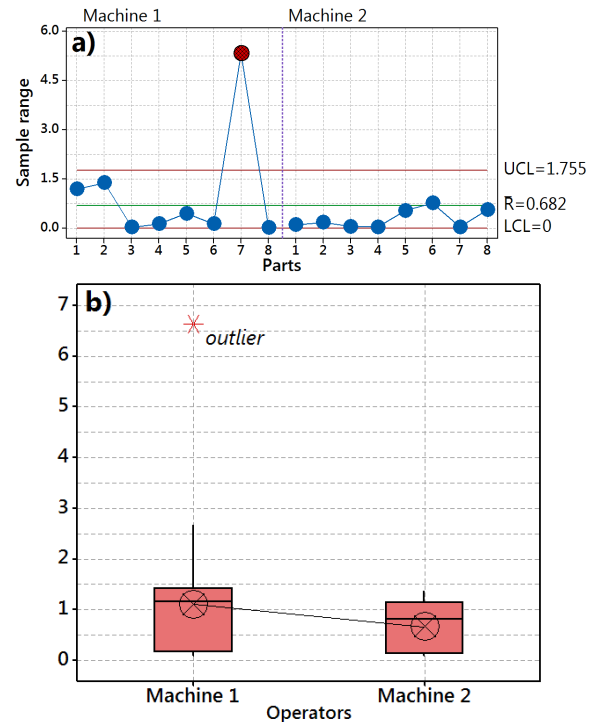 Machine 1 Machine 2
a)
Sample range
6.0
4.5
3.0
1.5
0.0
UCL=1.755
R̅=0.682
LCL=0
1 2 3 4 5 6 7 8 1 2 3 4 5 6 7 8
Parts
b)
7
6
5
4
3
2
1
0
outlier
Machine 1 Machine 2
Operators